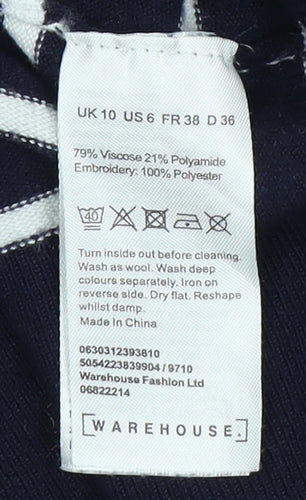 UK 10 US 6 FR 38 D 36
79% Viscose 21% Polyamide
Embroidery: 100% Polyester
40
Turn inside out before cleaning.
Wash as wool. Wash deep
colours separately. Iron on
reverse side. Dry flat. Reshape
whilst damp.
Made In China
0630312393810
5054223839904 / 9710
Warehouse Fashion Ltd
06822214
[WAREHOUSE.]